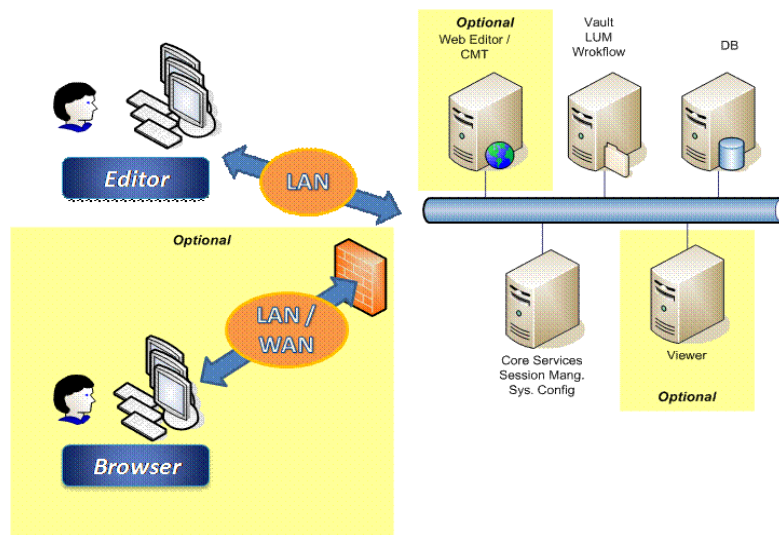 Optional
Web Editor /
CMT
Vault
LUM
Wrokflow
DB
Editor
LAN
Optional
LAN /
WAN
Browser
Core Services
Session Mang.
Sys. Config
Viewer
Optional